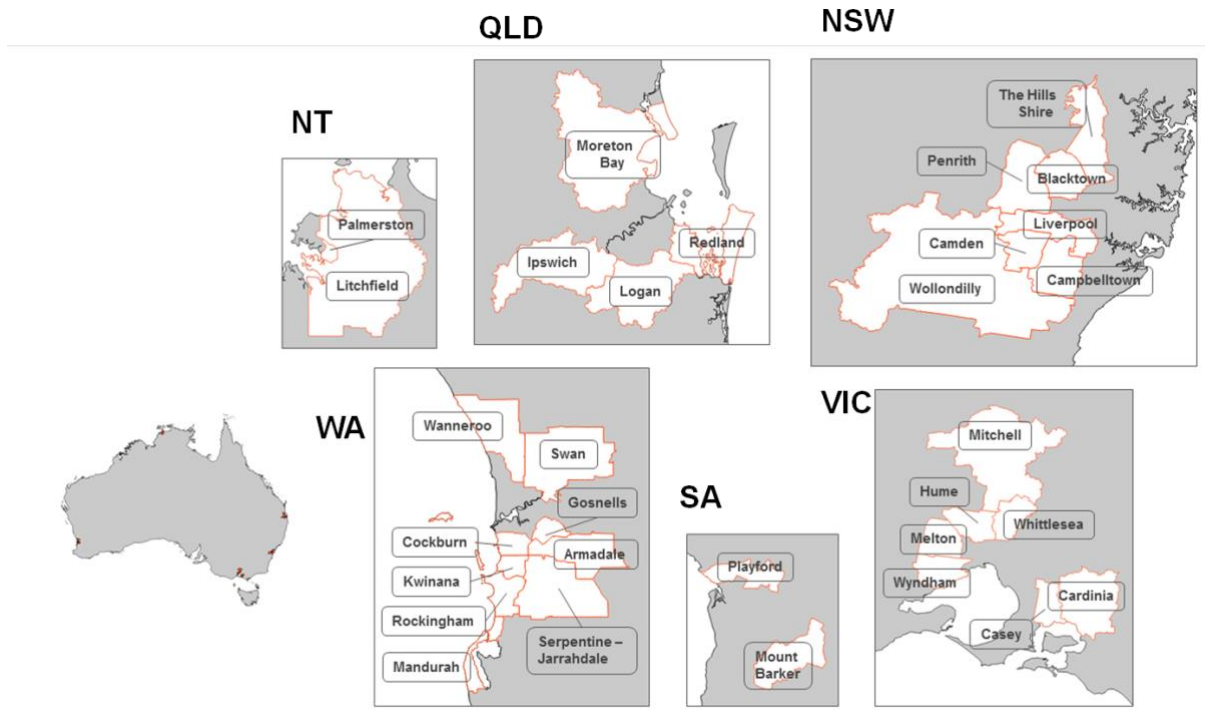 QLD
NSW
NT
The Hills
Shire
Moreton
Bay
Penrith
Blacktown
Palmerston
Liverpool
Redland
Camden
Ipswich
Litchfield
Logan
Wollondilly
Campbelltown
WA
VIC
Wanneroo
Mitchell
Swan
SA
Gosnells
Hume
Whittlesea
Cockburn
Melton
Armadale
Playford
Kwinana
Wyndham
Cardinia
Rockingham
Casey
Serpentine –
Jarrahdale
Mandurah
Mount
Barker